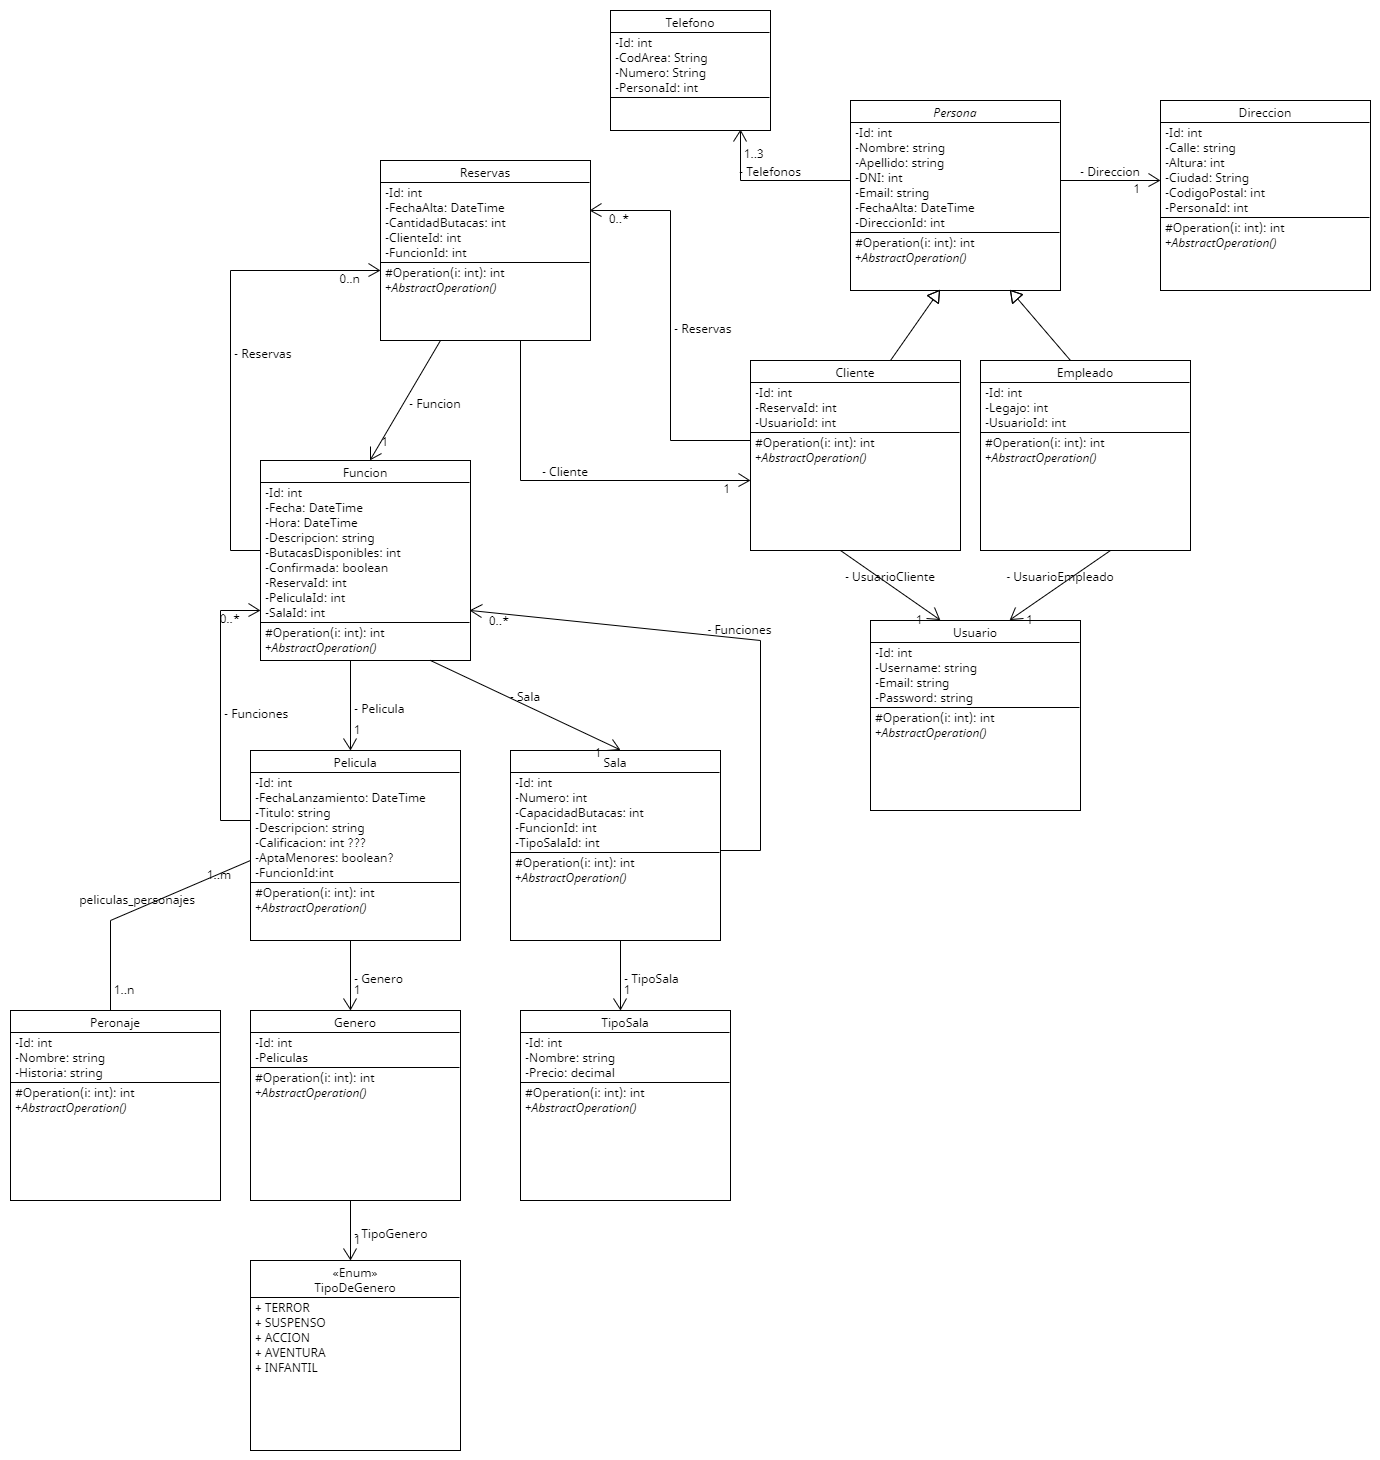 Telefono
-Id: int
-CodArea: String
-Numero: String
-PersonaId: int
1..3
- Telefonos
Persona
-Id: int
-Nombre: string
-Apellido: string
-DNI: int
-Email: string
-FechaAlta: DateTime
-DireccionId: int
#Operation(i: int): int
+AbstractOperation()
- Direccion
1
Direccion
-Id: int
-Calle: string
-Altura: int
-Ciudad: String
-CodigoPostal: int
-PersonaId: int
#Operation(i: int): int
+AbstractOperation()
Reservas
-Id: int
-FechaAlta: DateTime
-CantidadButacas: int
-ClienteId: int
-FuncionId: int
#Operation(i: int): int
+AbstractOperation()
0..*
0..n
- Reservas
- Reservas
- Funcion
1
- Cliente
1
Cliente
-Id: int
-ReservaId: int
-UsuarioId: int
#Operation(i: int): int
+AbstractOperation()
Empleado
-Id: int
-Legajo: int
-UsuarioId: int
#Operation(i: int): int
+AbstractOperation()
- UsuarioCliente
1
- UsuarioEmpleado
1
Usuario
-Id: int
-Username: string
-Email: string
-Password: string
#Operation(i: int): int
+AbstractOperation()
Funcion
-Id: int
-Fecha: DateTime
-Hora: DateTime
-Descripcion: string
-ButacasDisponibles: int
-Confirmada: boolean
-ReservaId: int
-PeliculaId: int
-SalaId: int
#Operation(i: int): int
+AbstractOperation()
0..*
- Funciones
0..*
- Funciones
- Pelicula
1
- Sala
1
Pelicula
-Id: int
-FechaLanzamiento: DateTime
-Titulo: string
-Descripcion: string
-Calificacion: int ???
-AptaMenores: boolean?
-FuncionId:int
#Operation(i: int): int
+AbstractOperation()
Sala
-Id: int
-Numero: int
-CapacidadButacas: int
-FuncionId: int
-TipoSalaId: int
#Operation(i: int): int
+AbstractOperation()
1..m
peliculas_personajes
1..n
- Genero
1
- TipoSala
1
Peronaje
-Id: int
-Nombre: string
-Historia: string
#Operation(i: int): int
+AbstractOperation()
Genero
-Id: int
-Peliculas
#Operation(i: int): int
+AbstractOperation()
TipoSala
-Id: int
-Nombre: string
-Precio: decimal
#Operation(i: int): int
+AbstractOperation()
- TipoGenero
1
«Enum»
TipoDeGenero
+ TERROR
+ SUSPENSO
+ ACCION
+ AVENTURA
+ INFANTIL